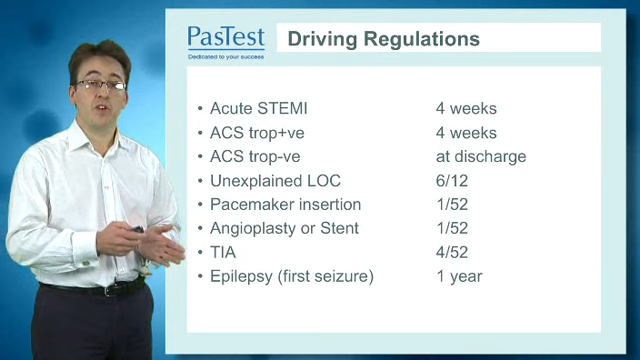 PasTest
Dedicated to your success
Driving Regulations
• Acute STEMI 4 weeks
• ACS trop+ve 4 weeks
• ACS trop-ve at discharge
• Unexplained LOC 6/12
• Pacemaker insertion 1/52
• Angioplasty or Stent 1/52
• TIA 4/52
• Epilepsy (first seizure) 1 year